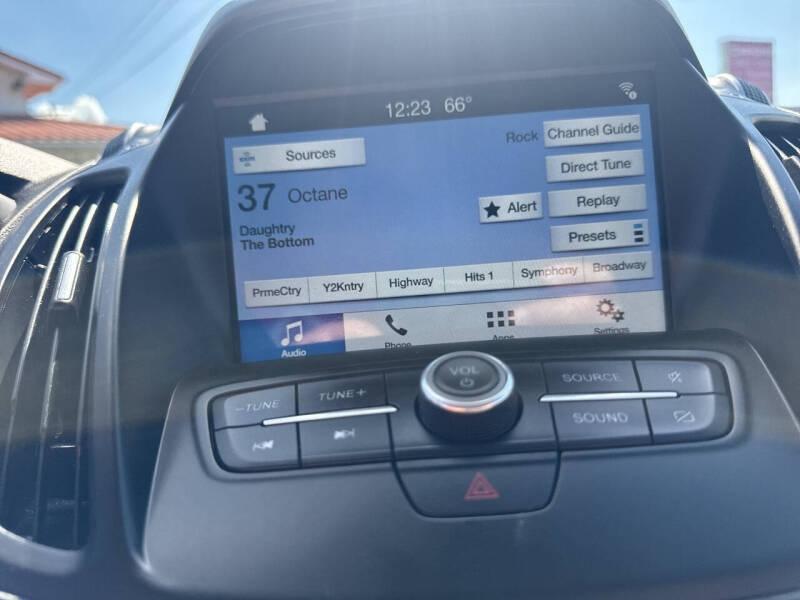 12:23 66°
Sources
Rock
Channel Guide
Direct Tune
37 Octane
Alert
Replay
Daughtry
The Bottom
Presets
PrmeCtry Y2Kntry Highway Hits 1 Symphony Broadway
Audio Phone Apps Settings
−TUNE TUNE+ VOL SOURCE
SOUND